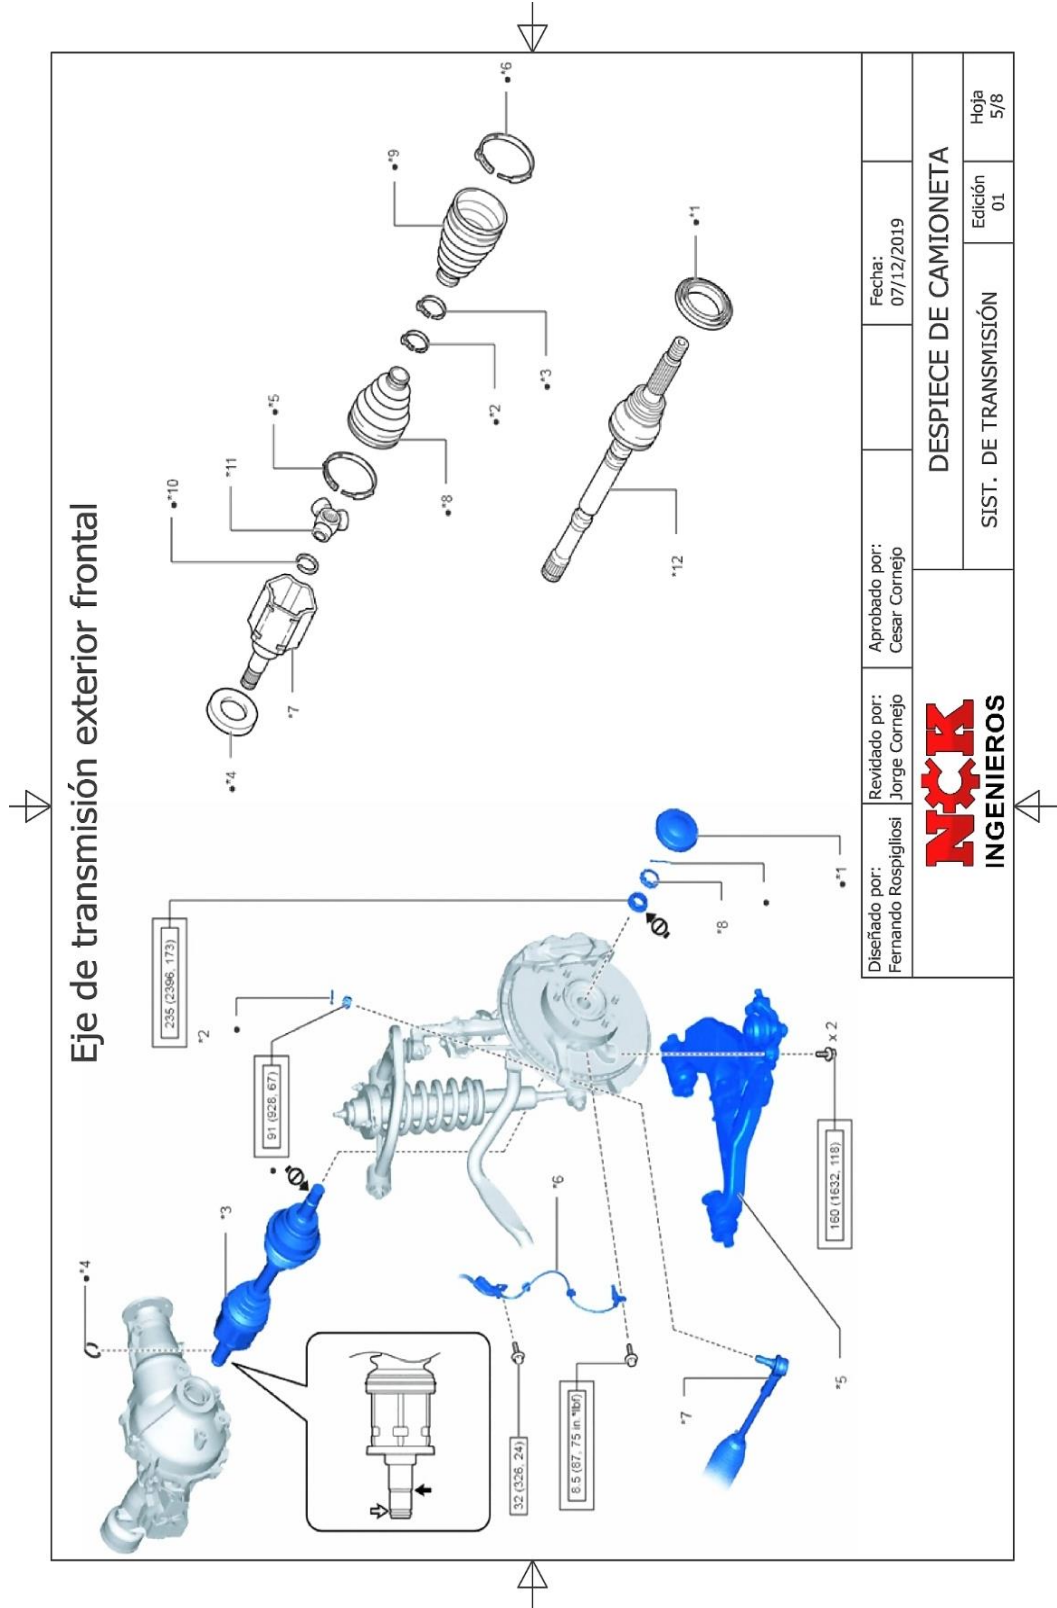 Eje de transmisión exterior frontal
●*4
*3
●
91 (928, 67)
*2
●
235 (2396, 173)
32 (326, 24)
8.5 (87, 75 in.*lbf)
*6
*7
*5
160 (1632, 118)
x 2
*8
●
●*1
●*4
*7
●*10
*11
●*5
●*8
●*2
●*3
●*9
●*6
*12
●*1
Diseñado por:
Fernando Rospigliosi
Revidado por:
Jorge Cornejo
Aprobado por:
Cesar Cornejo
Fecha:
07/12/2019
NCK
INGENIEROS
DESPIECE DE CAMIONETA
SIST. DE TRANSMISIÓN
Edición
01
Hoja
5/8